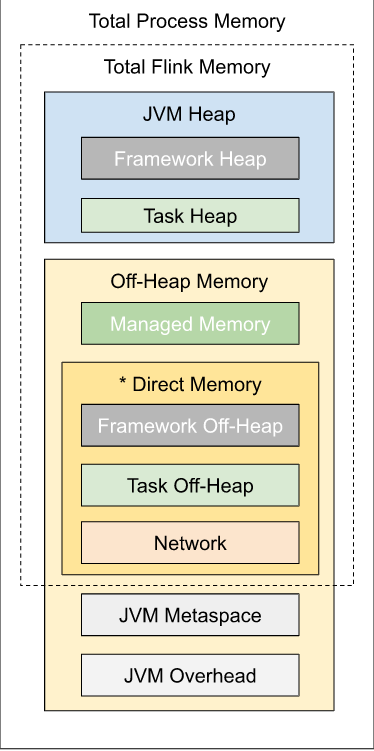 Total Process Memory
Total Flink Memory
JVM Heap
Framework Heap
Task Heap
Off-Heap Memory
Managed Memory
* Direct Memory
Framework Off-Heap
Task Off-Heap
Network
JVM Metaspace
JVM Overhead